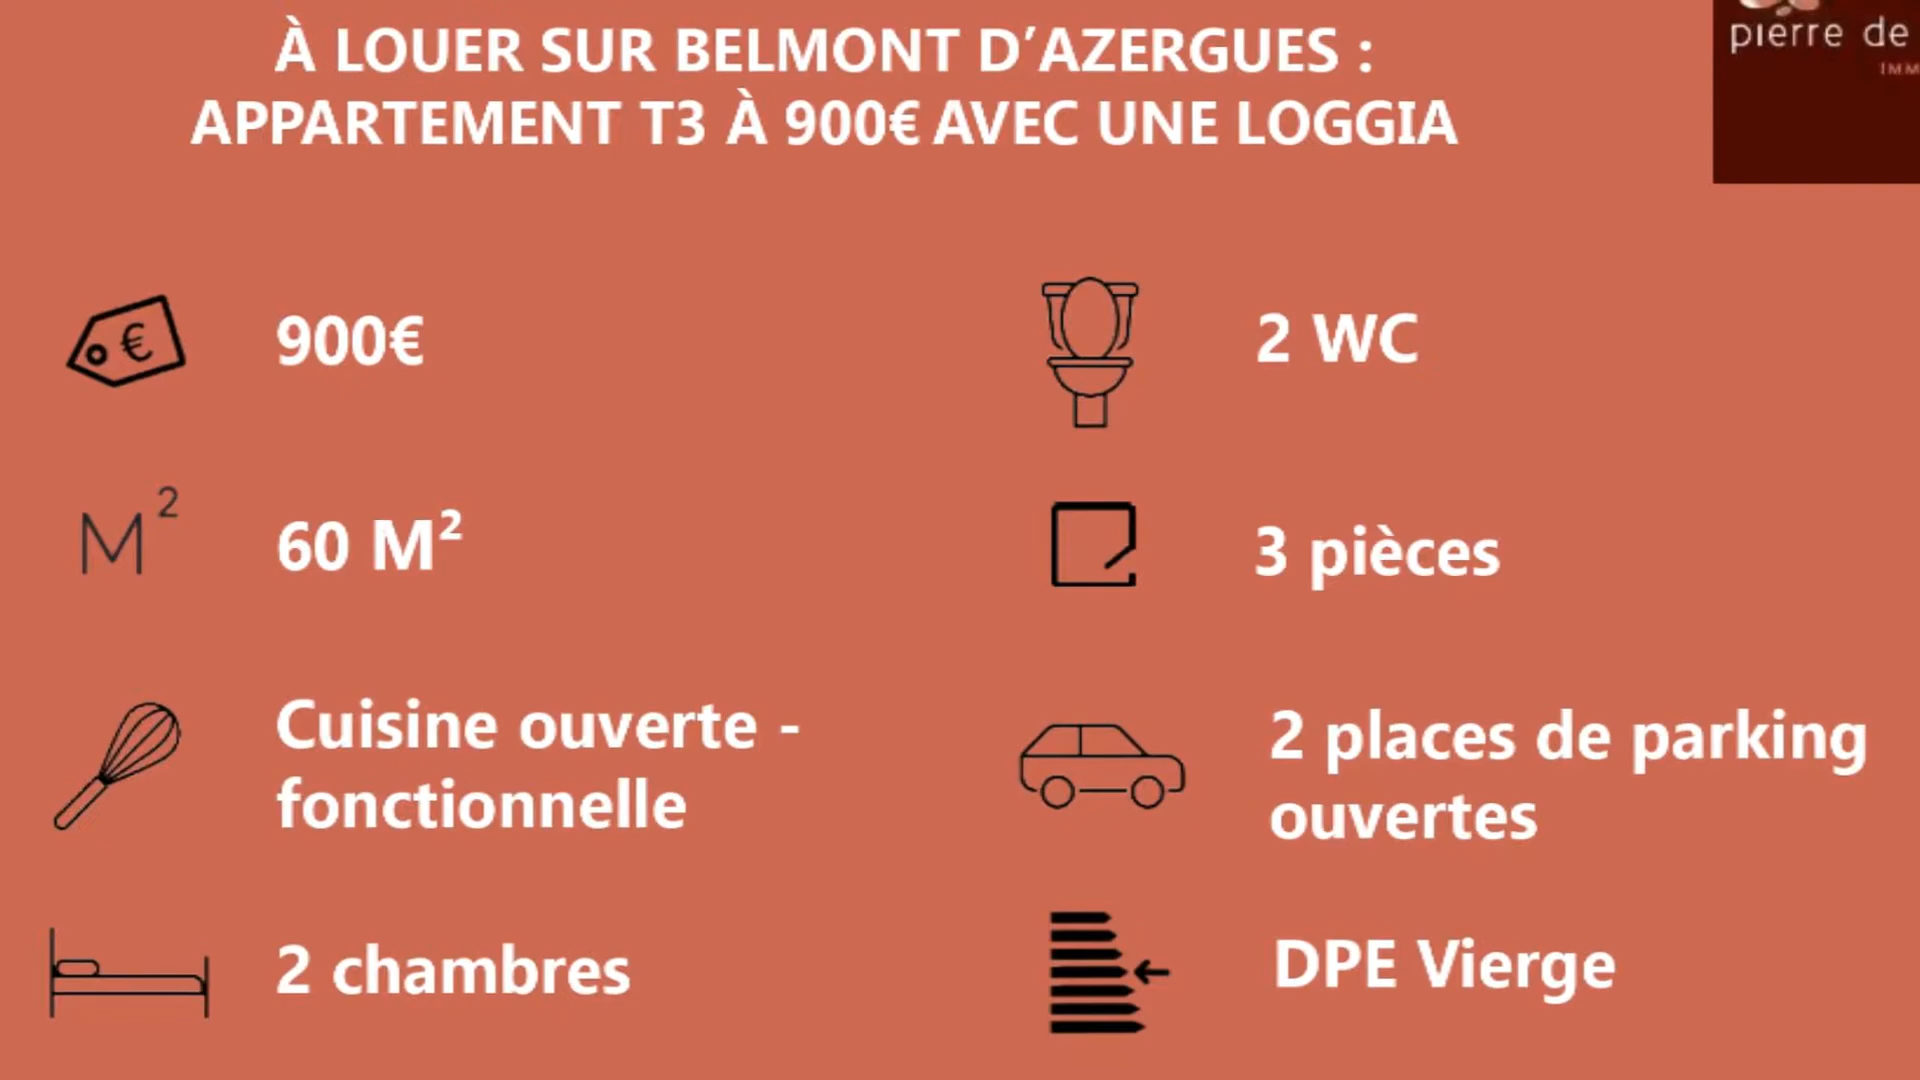 À LOUER SUR BELMONT D'AZERGUES :
APPARTEMENT T3 À 900€ AVEC UNE LOGGIA
pierre de
IMM
€
900€
2 WC
M²
60 M²
3 pièces
Cuisine ouverte -
fonctionnelle
2 places de parking
ouvertes
2 chambres
DPE Vierge